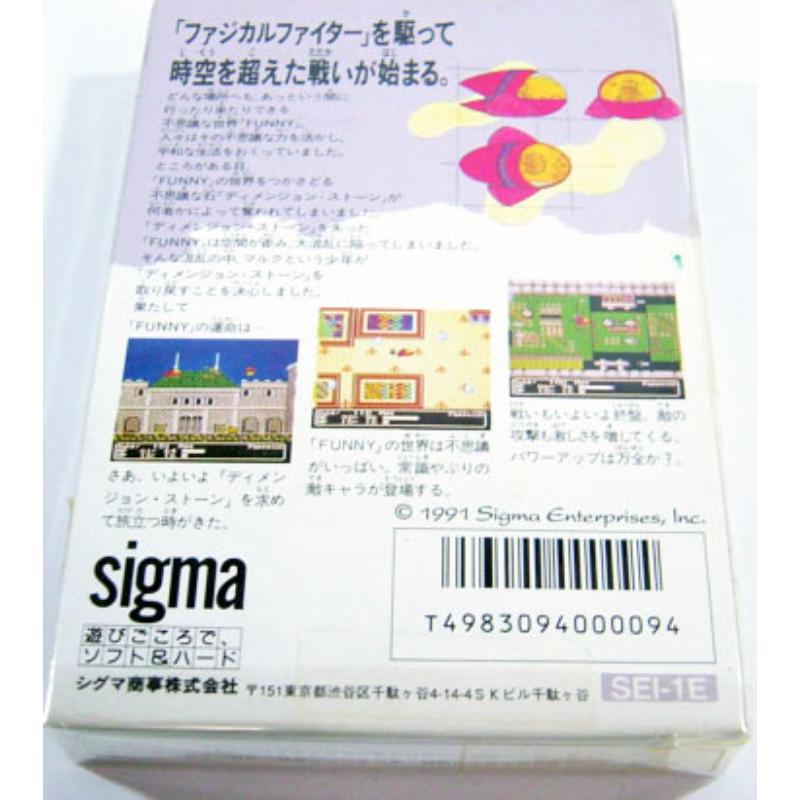 「ファジカルファイター」を駆って
時空を超えた戦いが始まる。
どんな場所へも、あっという間に
行ったり来たりできる
不思議な世界「FUNNY」。
人々はその不思議な力を活かし、
平和な生活をおくっていました。
ところがある日、
「FUNNY」の世界をつかさどる
不思議な石「ディメンジョン・ストーン」が
何者かによって奪われてしまいました。
「ディメンジョン・ストーン」を失った
「FUNNY」は空間が歪み、大混乱に陥ってしまいました。
そんな混乱の中、マルクという少年が
「ディメンジョン・ストーン」を
取り戻すことを決心しました。
果たして
「FUNNY」の運命は…
さあ、いよいよ「ディメン
ジョン・ストーン」を求め
て旅立つ時がきた。
「FUNNY」の世界は不思議
がいっぱい。常識やぶりの
敵キャラが登場する。
戦いもいよいよ終盤。敵の
攻撃も激しさを増してくる。
パワーアップは万全か?。
© 1991 Sigma Enterprises, Inc.
T4983094000094
sigma
遊びごころで、
ソフト&ハード
シグマ商事株式会社 〒151東京都渋谷区千駄ヶ谷4-14-4SKビル千駄ヶ谷
SEI-1E